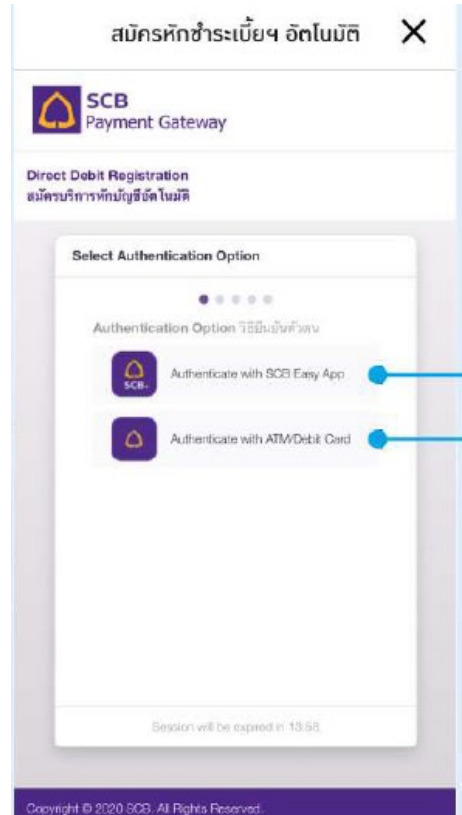 สมัครหักชำระเบี้ยฯ อัตโนมัติ
SCB
Payment Gateway
Direct Debit Registration
สมัครบริการหักบัญชีอัตโนมัติ
Select Authentication Option
Authentication Option วิธียืนยันตัวตน
SCB
Authenticate with SCB Easy App
Authenticate with ATM/Debit Card
Session will be expired in 13:58
Copyright © 2020 SCB. All Rights Reserved.